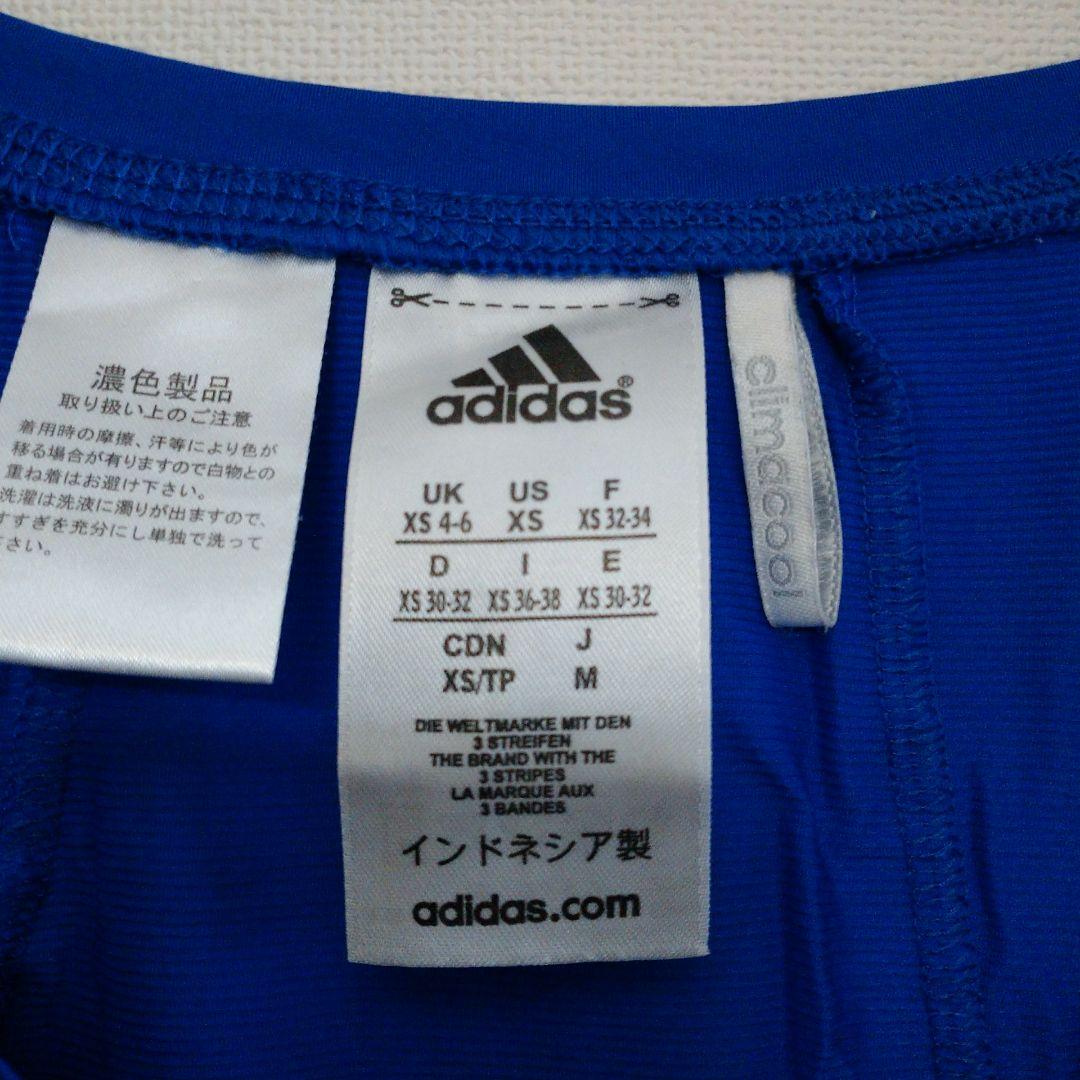 濃色製品
取り扱い上のご注意
着用時の摩擦、汗等により色が
移る場合が有りますので白物との
重ね着はお避け下さい。
洗濯は洗液に濁りが出ますので、
すすぎを充分にし単独で洗って
ださい。
adidas®
UK US F
XS 4-6 XS XS 32-34
D I E
XS 30-32 XS 36-38 XS 30-32
CDN J
XS/TP M
DIE WELTMARKE MIT DEN
3 STREIFEN
THE BRAND WITH THE
3 STRIPES
LA MARQUE AUX
3 BANDES
インドネシア製
adidas.com
climacool